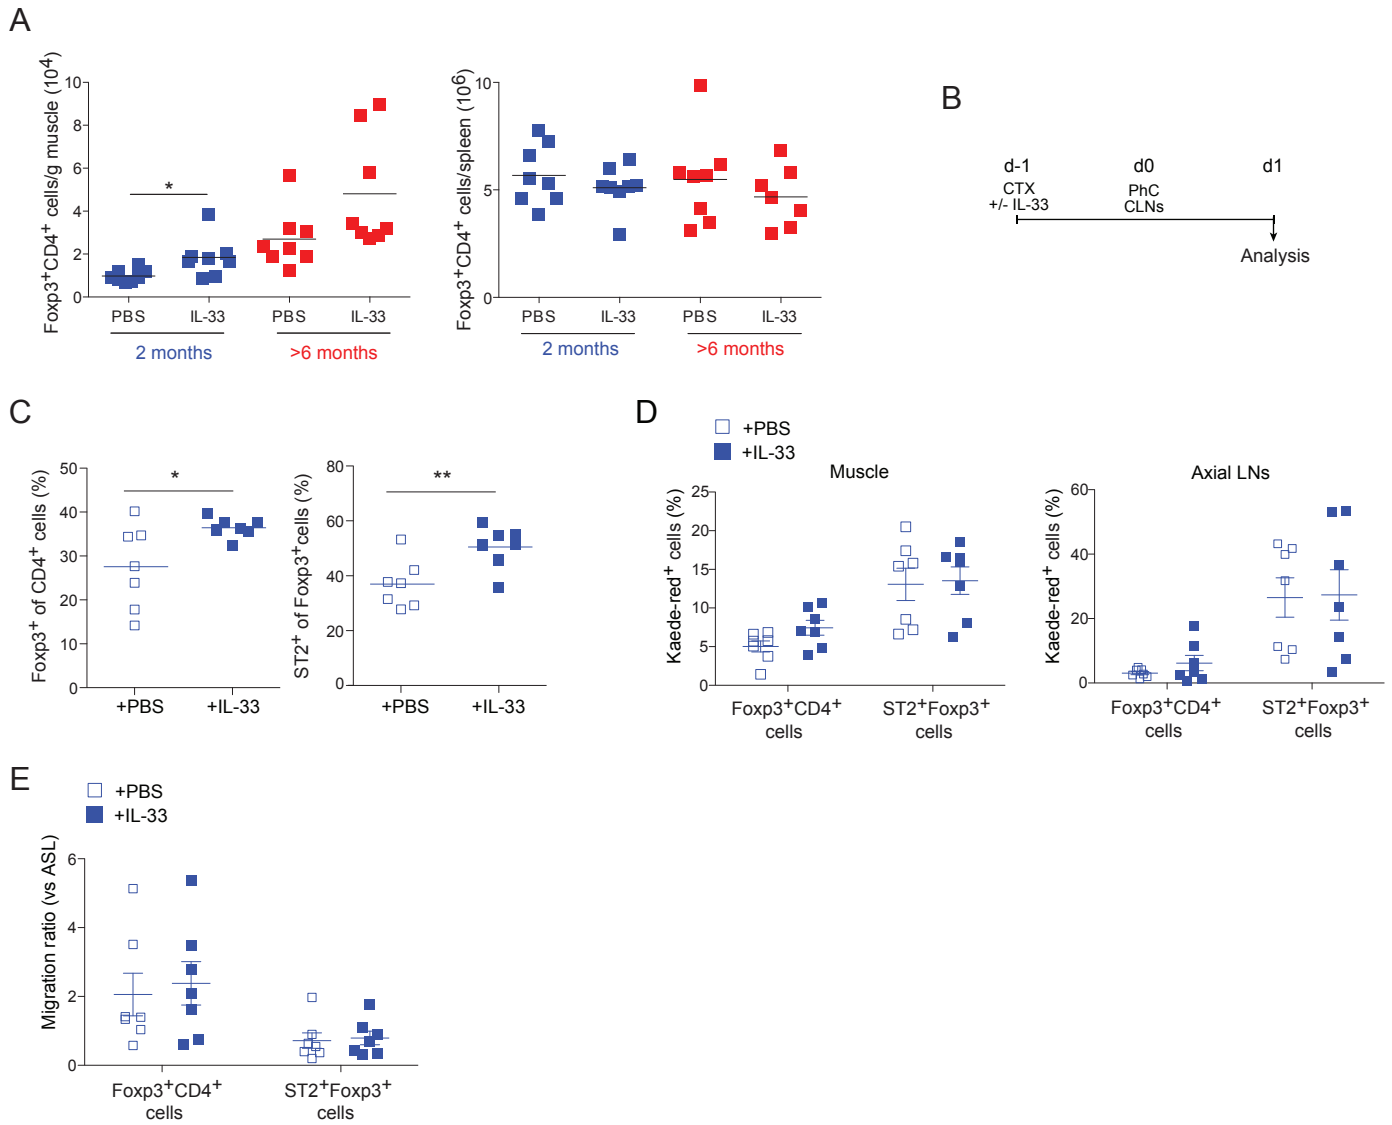 A
Foxp3⁺CD4⁺ cells/g muscle (10⁴)
10
8
6
4
2
0
*
PBS
IL-33
PBS
IL-33
2 months
>6 months
Foxp3⁺CD4⁺ cells/spleen (10⁶)
10
5
0
PBS
IL-33
PBS
IL-33
2 months
>6 months
B
d-1
d0
d1
CTX
+/- IL-33
PhC
CLNs
Analysis
C
Foxp3⁺ of CD4⁺ cells (%)
50
40
30
20
10
0
*
+PBS
+IL-33
ST2⁺ of Foxp3⁺cells (%)
80
60
40
20
0
**
+PBS
+IL-33
D
+PBS
+IL-33
Muscle
Kaede-red⁺ cells (%)
25
20
15
10
5
0
Foxp3⁺CD4⁺
cells
ST2⁺Foxp3⁺
cells
Axial LNs
Kaede-red⁺ cells (%)
60
40
20
0
Foxp3⁺CD4⁺
cells
ST2⁺Foxp3⁺
cells
E
+PBS
+IL-33
Migration ratio (vs ASL)
6
4
2
0
Foxp3⁺CD4⁺
cells
ST2⁺Foxp3⁺
cells